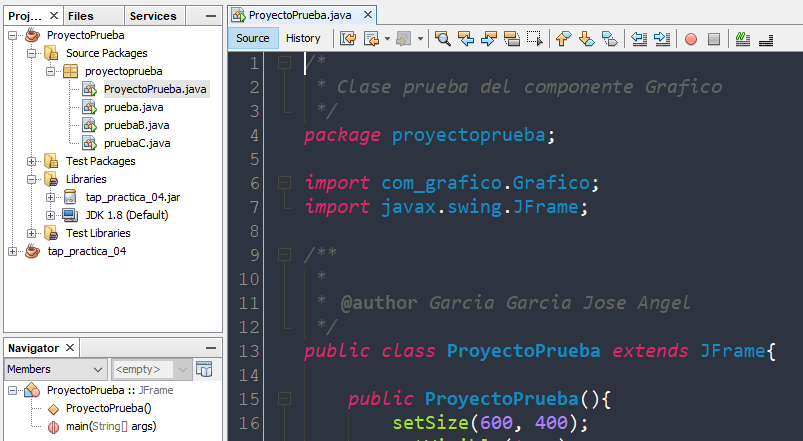 Proj... Files Services
ProyectoPrueba
Source Packages
proyectoprueba
ProyectoPrueba.java
prueba.java
pruebaB.java
pruebaC.java
Test Packages
Libraries
tap_practica_04.jar
JDK 1.8 (Default)
Test Libraries
tap_practica_04
Navigator
Members <empty>
ProyectoPrueba :: JFrame
ProyectoPrueba()
main(String[] args)
ProyectoPrueba.java
Source History
1 /*
2 * Clase prueba del componente Grafico
3 */
4 package proyectoprueba;
5
6 import com_grafico.Grafico;
7 import javax.swing.JFrame;
8
9 /**
10 *
11 * @author Garcia Garcia Jose Angel
12 */
13 public class ProyectoPrueba extends JFrame{
14
15 public ProyectoPrueba(){
16 setSize(600, 400);